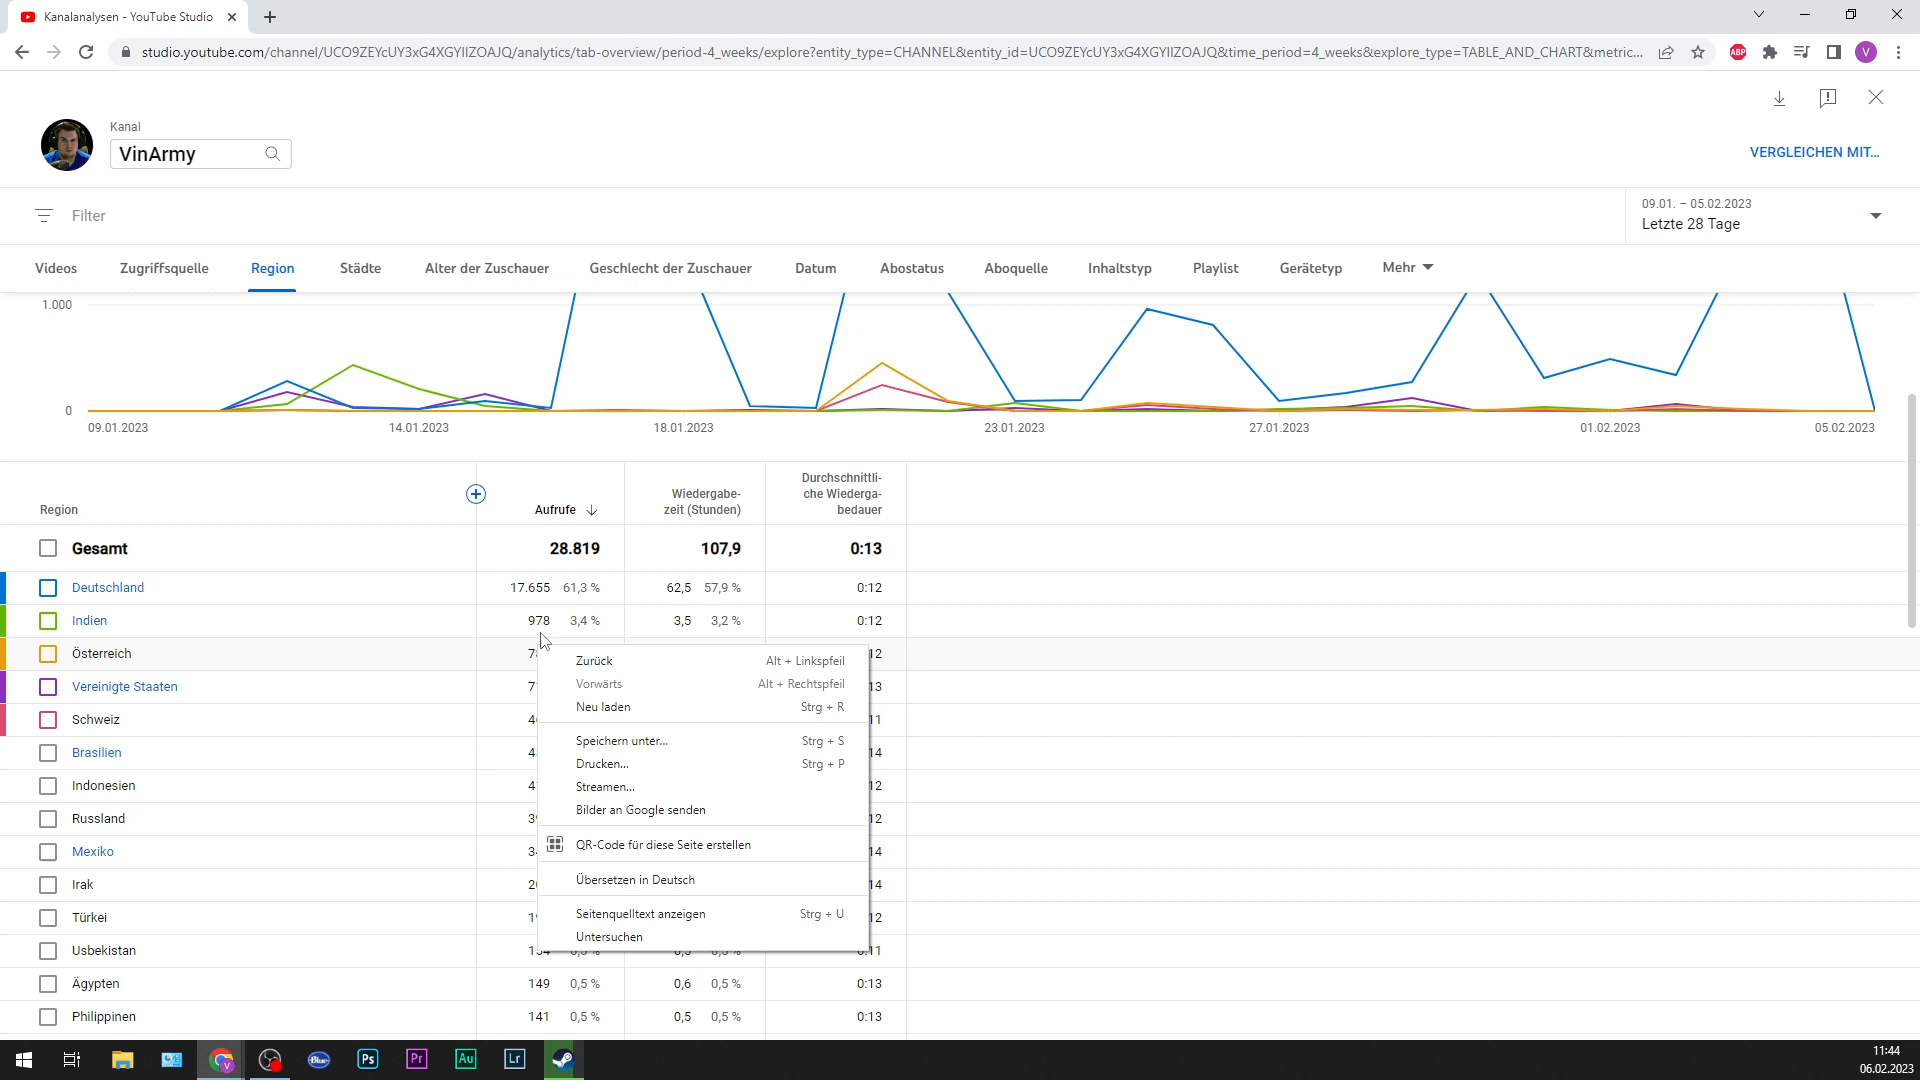 Kanalanalysen - YouTube Studio
studio.youtube.com/channel/UCO9ZEYcUY3xG4XGYIIZOAJQ/analytics/tab-overview/period-4_weeks/explore?entity_type=CHANNEL&entity_id=UCO9ZEYcUY3xG4XGYIIZOAJQ&time_period=4_weeks&explore_type=TABLE_AND_CHART&metric...
ABP
V
Kanal
VinArmy
VERGLEICHEN MIT...
Filter
09.01. – 05.02.2023
Letzte 28 Tage
Videos Zugriffsquelle Region Städte Alter der Zuschauer Geschlecht der Zuschauer Datum Abostatus Aboquelle Inhaltstyp Playlist Gerätetyp Mehr
1.000
0
09.01.2023 14.01.2023 18.01.2023 23.01.2023 27.01.2023 01.02.2023 05.02.2023
Region
Aufrufe
Wiedergabe-
zeit (Stunden)
Durchschnittli-
che Wiederga-
bedauer
Gesamt 28.819 107,9 0:13
Deutschland 17.655 61,3 % 62,5 57,9 % 0:12
Indien 978 3,4 % 3,5 3,2 % 0:12
Österreich
Vereinigte Staaten
Schweiz
Brasilien
Indonesien
Russland
Mexiko
Irak
Türkei
Usbekistan
Ägypten 149 0,5 % 0,6 0,5 % 0:13
Philippinen 141 0,5 % 0,5 0,5 % 0:13
Zurück Alt + Linkspfeil
Vorwärts Alt + Rechtspfeil
Neu laden Strg + R
Speichern unter... Strg + S
Drucken... Strg + P
Streamen...
Bilder an Google senden
QR-Code für diese Seite erstellen
Übersetzen in Deutsch
Seitenquelltext anzeigen Strg + U
Untersuchen
Blue
Ps
Pr
Au
Lr
11:44
06.02.2023